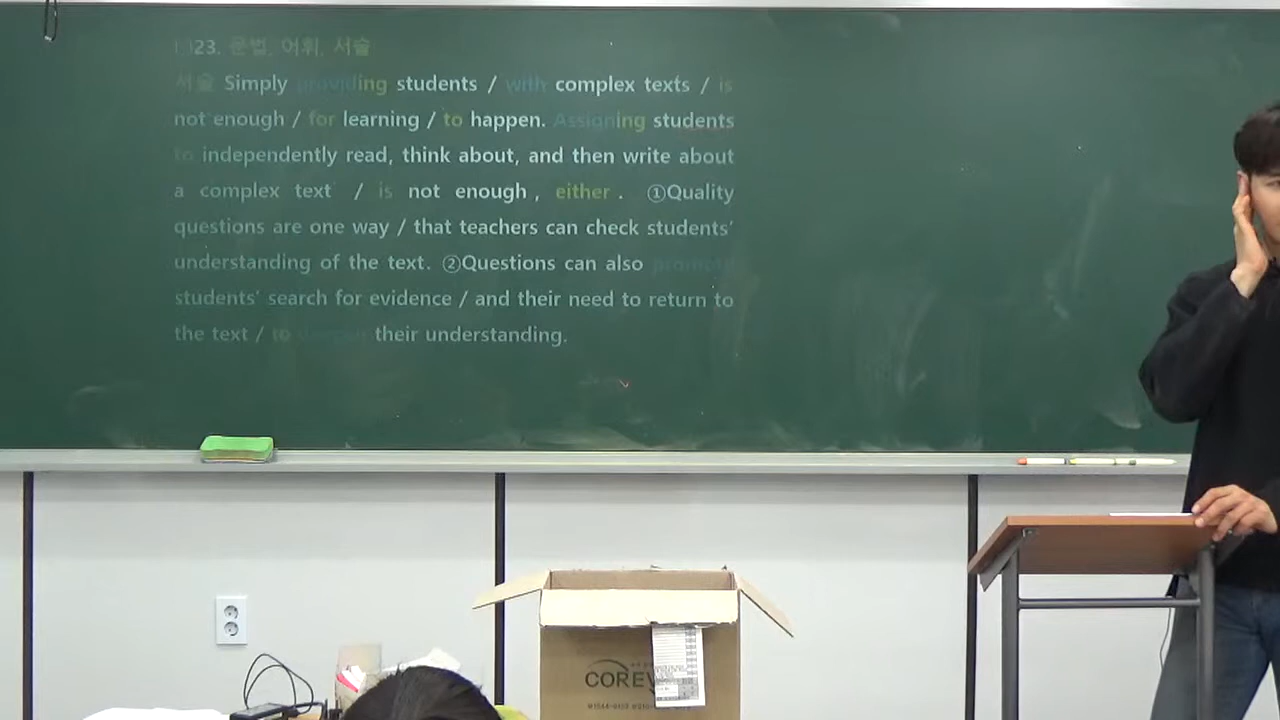 23. 문법, 어휘, 서술
서술 Simply providing students / with complex texts / is
not enough / for learning / to happen. Assigning students
to independently read, think about, and then write about
a complex text / is not enough, either. ①Quality
questions are one way / that teachers can check students’
understanding of the text. ②Questions can also promote
students’ search for evidence / and their need to return to
the text / to deepen their understanding.